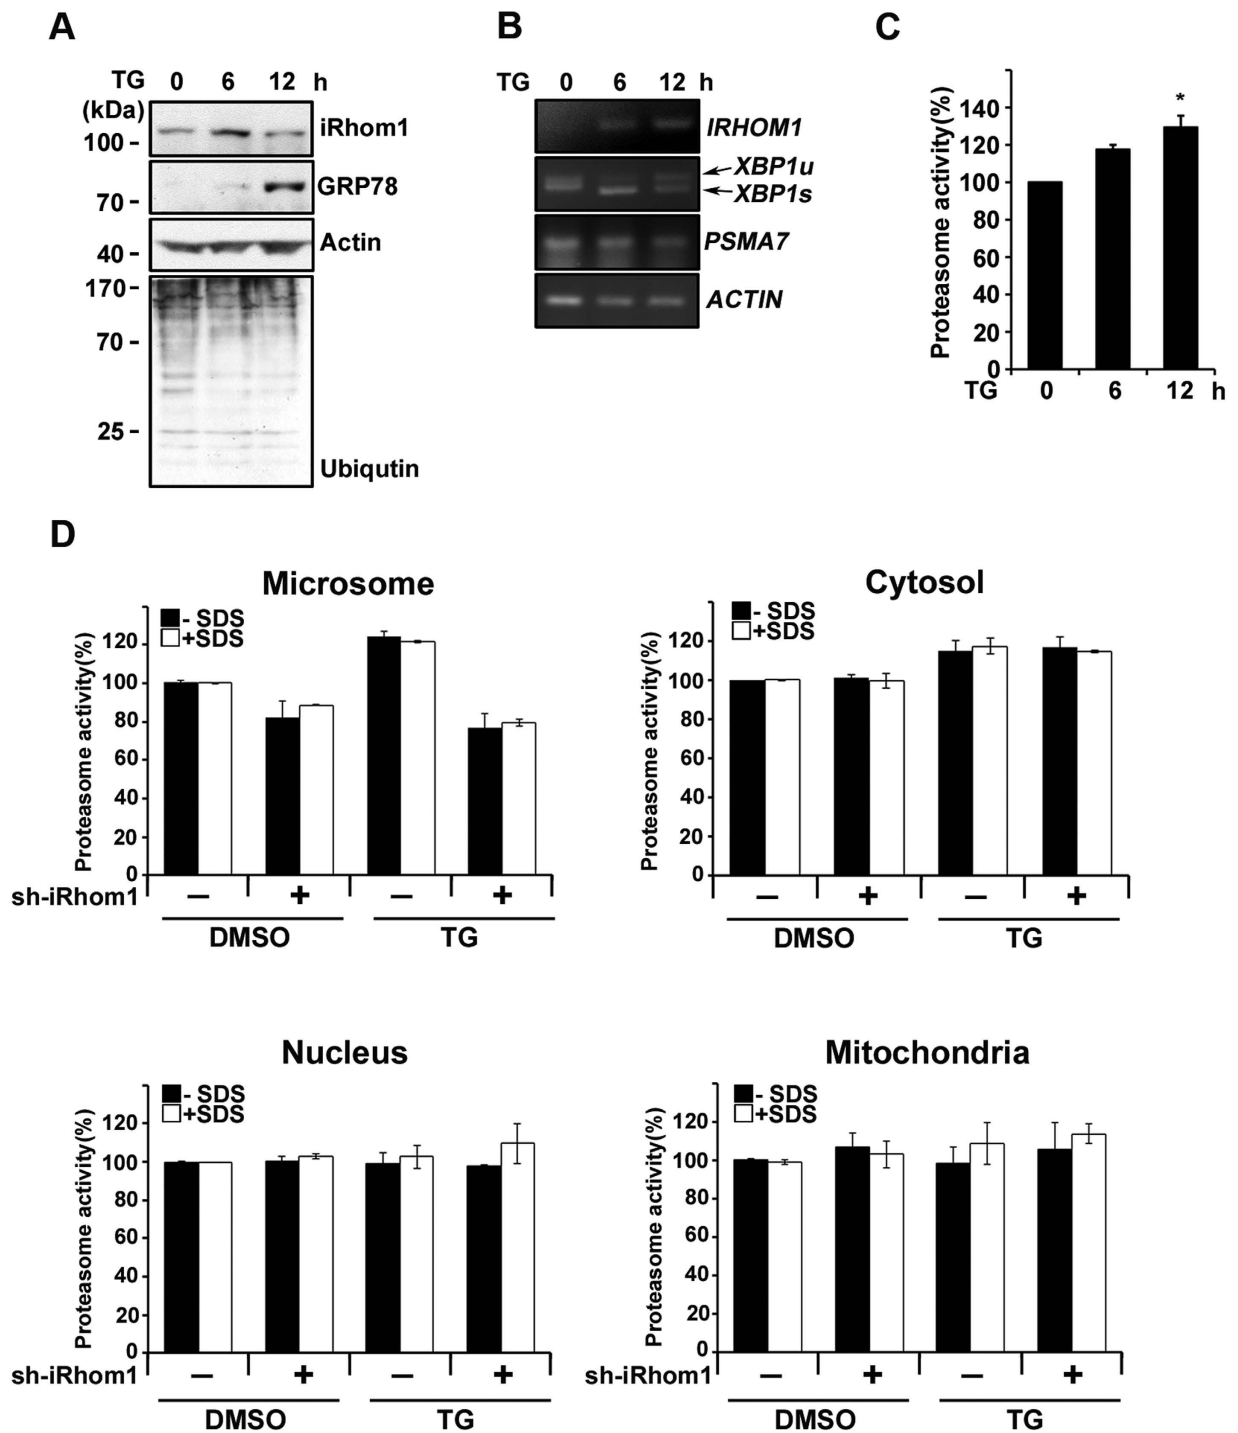 A
TG 0 6 12 h
(kDa)
100 -
iRhom1
70 -
GRP78
40 -
Actin
170 -
70 -
25 -
Ubiqutin
B
TG 0 6 12 h
IRHOM1
XBP1u
XBP1s
PSMA7
ACTIN
C
Proteasome activity(%)
140
120
100
80
60
40
20
0
TG 0 6 12 h
*
D
Microsome
- SDS
+SDS
Proteasome activity(%)
120
100
80
60
40
20
0
sh-iRhom1 – + – +
DMSO TG
Cytosol
- SDS
+SDS
Proteasome activity(%)
120
100
80
60
40
20
0
– + – +
DMSO TG
Nucleus
- SDS
+SDS
Proteasome activity(%)
120
100
80
60
40
20
0
sh-iRhom1 – + – +
DMSO TG
Mitochondria
- SDS
+SDS
Proteasome activity(%)
120
100
80
60
40
20
0
sh-iRhom1 – + – +
DMSO TG